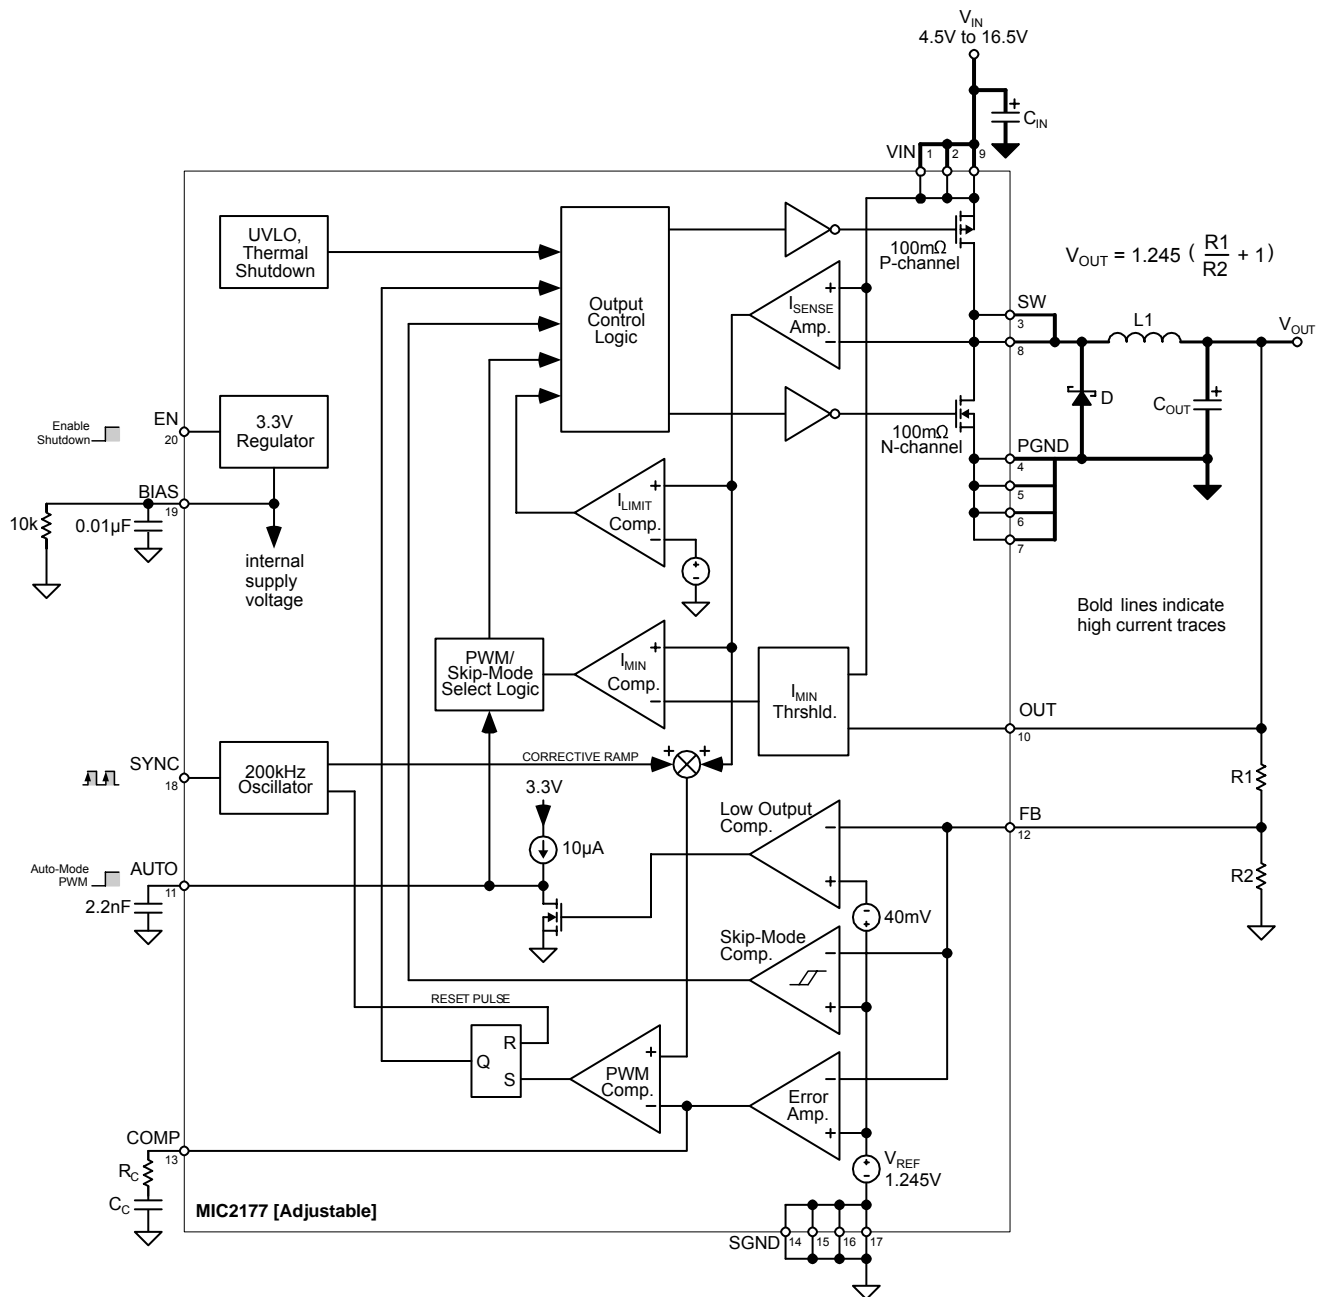 VIN
4.5V to 16.5V
CIN
VIN
1
2
9
UVLO,
Thermal
Shutdown
Output
Control
Logic
100mΩ
P-channel
VOUT = 1.245 ( R1/R2 + 1 )
ISENSE
Amp.
+
−
SW
3
8
L1
VOUT
+
D
COUT
+
100mΩ
N-channel
PGND
4
5
6
7
Enable
Shutdown
EN
20
3.3V
Regulator
BIAS
19
10k
0.01µF
internal
supply
voltage
ILIMIT
Comp.
+
−
+
−
Bold lines indicate
high current traces
PWM/
Skip-Mode
Select Logic
IMIN
Comp.
+
−
IMIN
Thrshld.
OUT
10
SYNC
18
200kHz
Oscillator
CORRECTIVE RAMP
+
+
R1
3.3V
10µA
Low Output
Comp.
−
+
FB
12
Auto-Mode
PWM
AUTO
11
2.2nF
R2
−
+
40mV
Skip-Mode
Comp.
−
+
RESET PULSE
R
Q
S
PWM
Comp.
+
−
Error
Amp.
−
+
COMP
13
RC
CC
+
−
VREF
1.245V
MIC2177 [Adjustable]
SGND
14
15
16
17